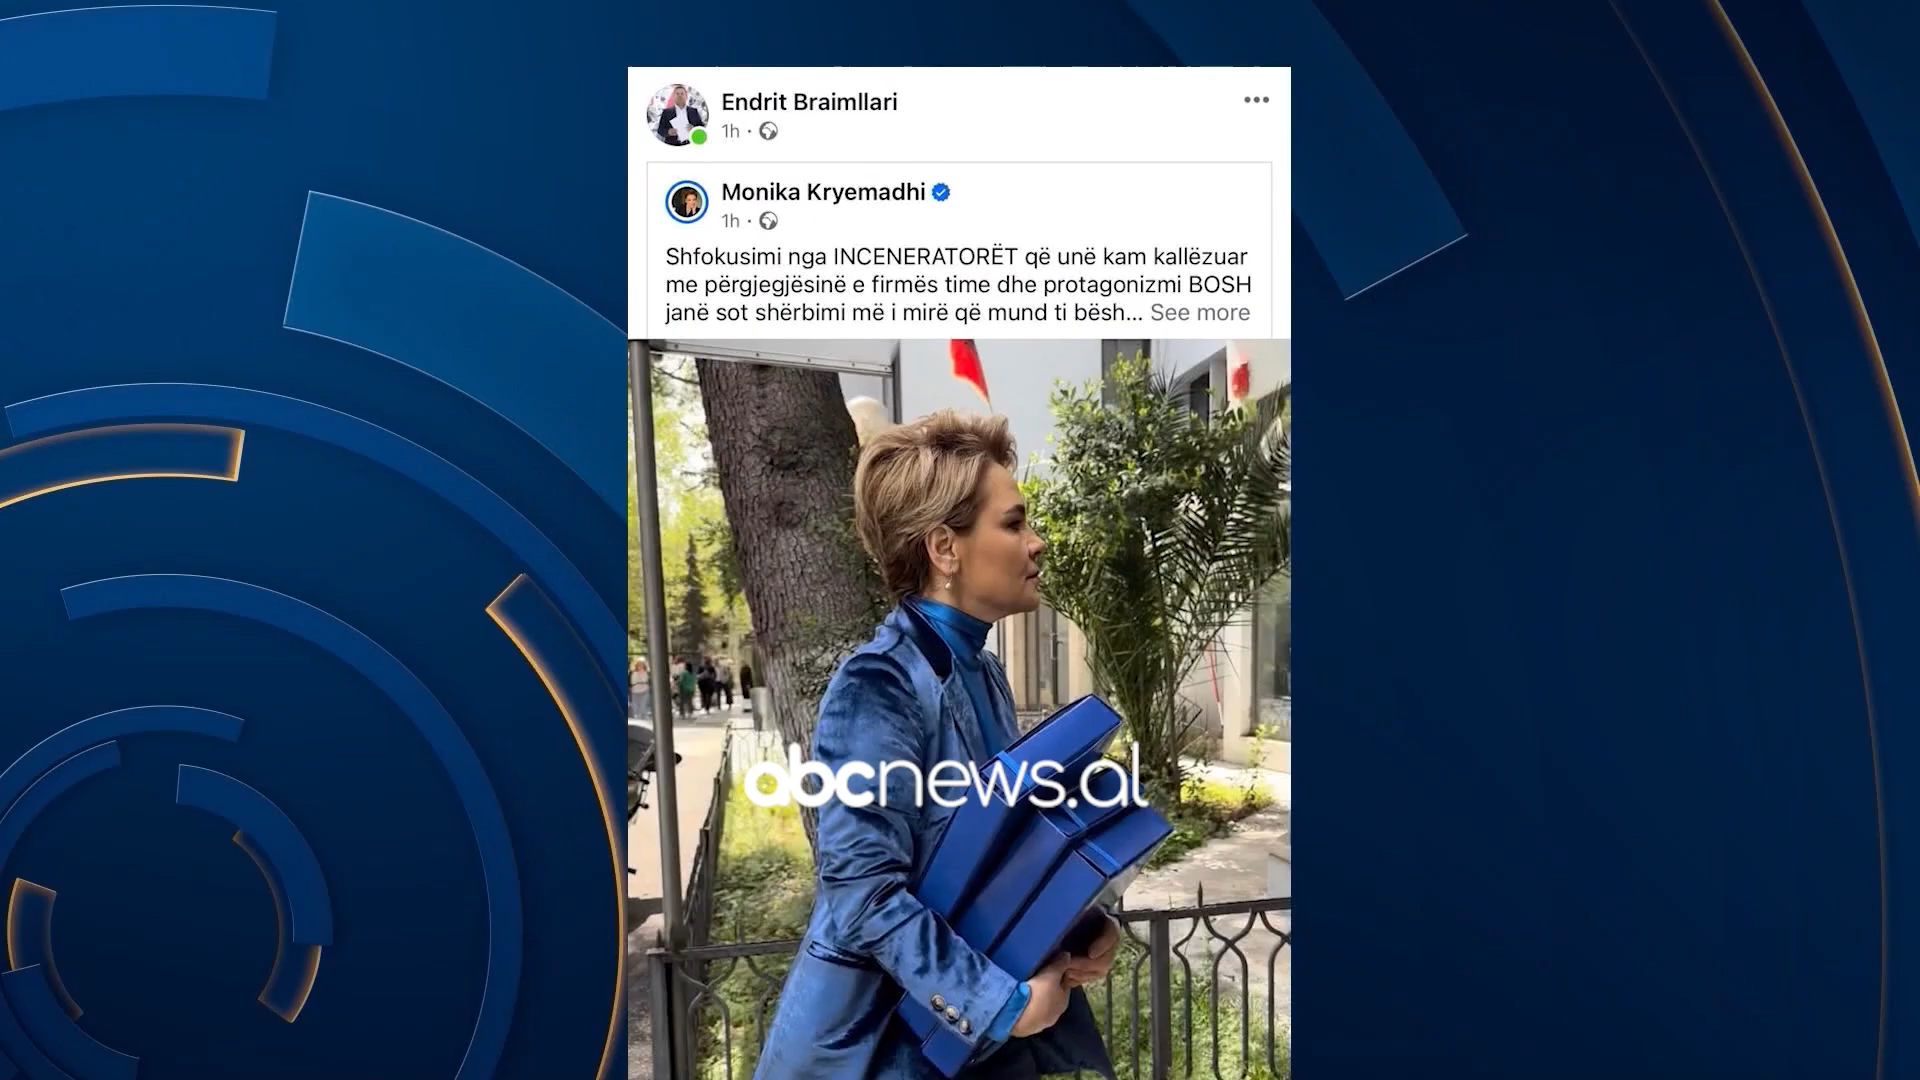 Endrit Braimllari
1h
Monika Kryemadhi
1h
Shfokusimi nga INCENERATORËT që unë kam kallëzuar
me përgjegjësinë e firmës time dhe protagonizmi BOSH
janë sot shërbimi më i mirë që mund ti bësh... See more
abcnews.al